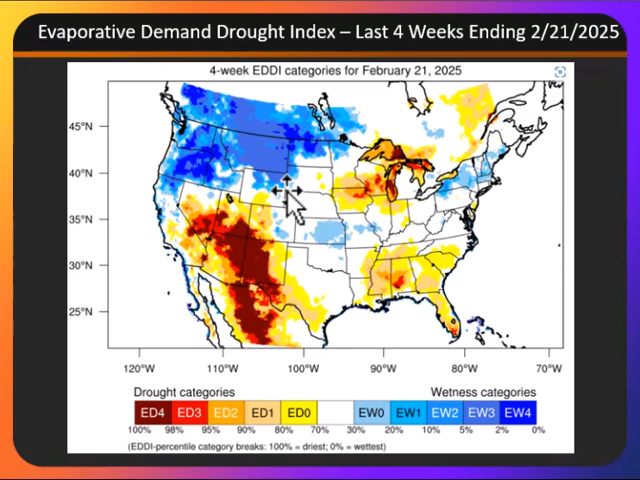 Evaporative Demand Drought Index – Last 4 Weeks Ending 2/21/2025
4-week EDDI categories for February 21, 2025
45°N
40°N
35°N
30°N
25°N
120°W 110°W 100°W 90°W 80°W 70°W
Drought categories Wetness categories
ED4 ED3 ED2 ED1 ED0 EW0 EW1 EW2 EW3 EW4
100% 98% 95% 90% 80% 70% 30% 20% 10% 5% 2% 0%
(EDDI-percentile category breaks: 100% = driest; 0% = wettest)